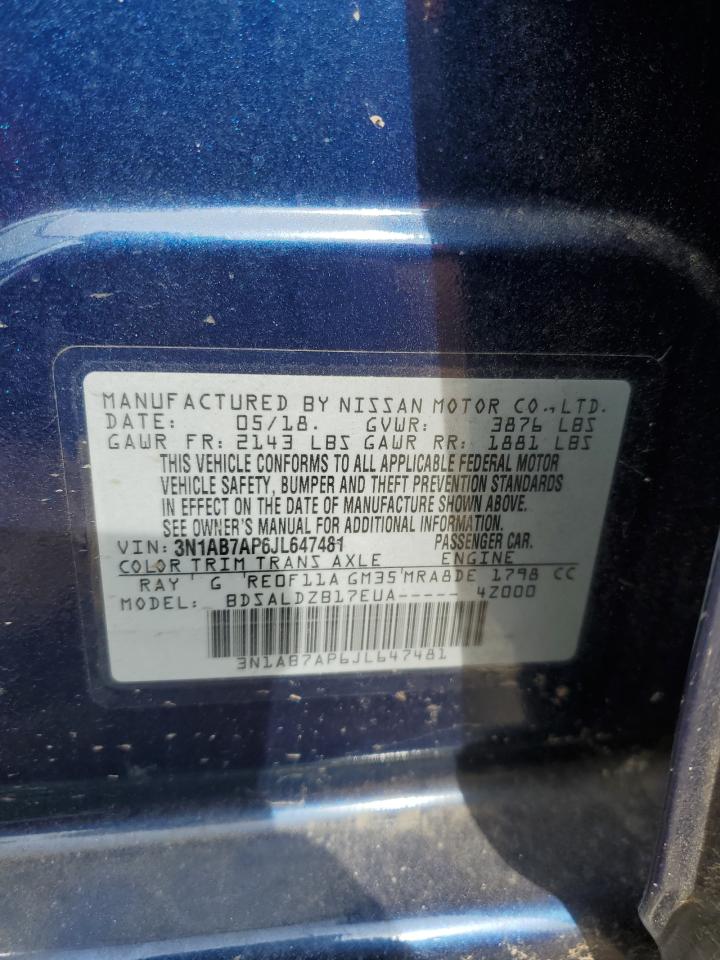 MANUFACTURED BY NISSAN MOTOR CO., LTD.
DATE: 05/18. GVWR: 3876 LBS
GAWR FR: 2143 LBS GAWR RR: 1881 LBS
THIS VEHICLE CONFORMS TO ALL APPLICABLE FEDERAL MOTOR
VEHICLE SAFETY, BUMPER AND THEFT PREVENTION STANDARDS
IN EFFECT ON THE DATE OF MANUFACTURE SHOWN ABOVE.
SEE OWNER'S MANUAL FOR ADDITIONAL INFORMATION.
VIN: 3N1AB7AP6JL647481 PASSENGER CAR.
COLOR TRIM TRANS AXLE ENGINE
RAY ' G 'RE0F11A GM35'MRA8DE 1798 CC
MODEL: BDSALDZB17EUA----- 4Z000
3N1AB7AP6JL647481